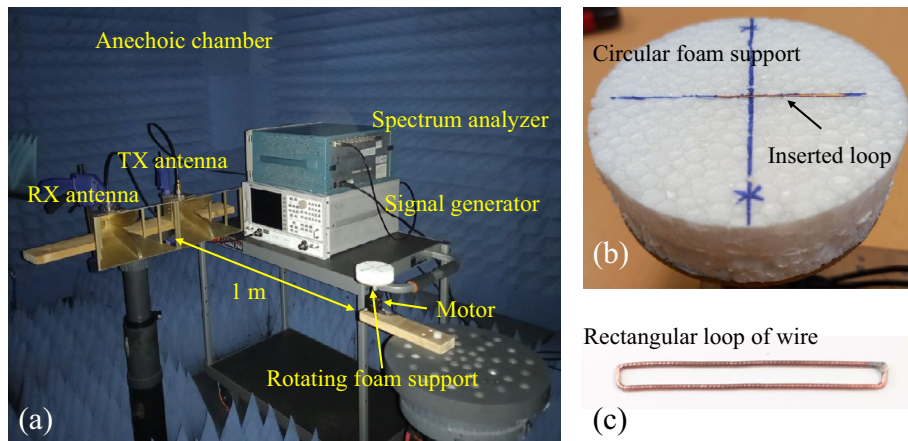 Anechoic chamber
Spectrum analyzer
TX antenna
RX antenna
Signal generator
1 m
Motor
Rotating foam support
(a)
Circular foam support
Inserted loop
(b)
Rectangular loop of wire
(c)